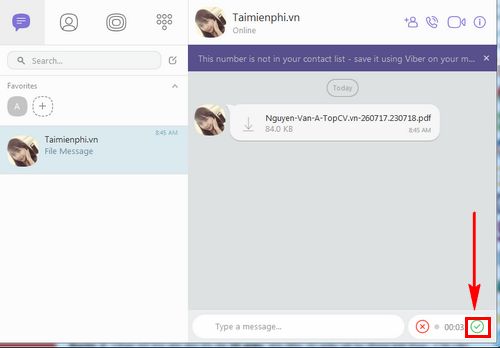 Taimienphi.vn
Online
Search...
This number is not in your contact list - save it using Viber on your m...
Favorites
Today
A
Nguyen-Van-A-TopCV.vn-260717.230718.pdf
84.0 KB
8:45 AM
Taimienphi.vn
8:45 AM
File Message
Type a message...
00:03